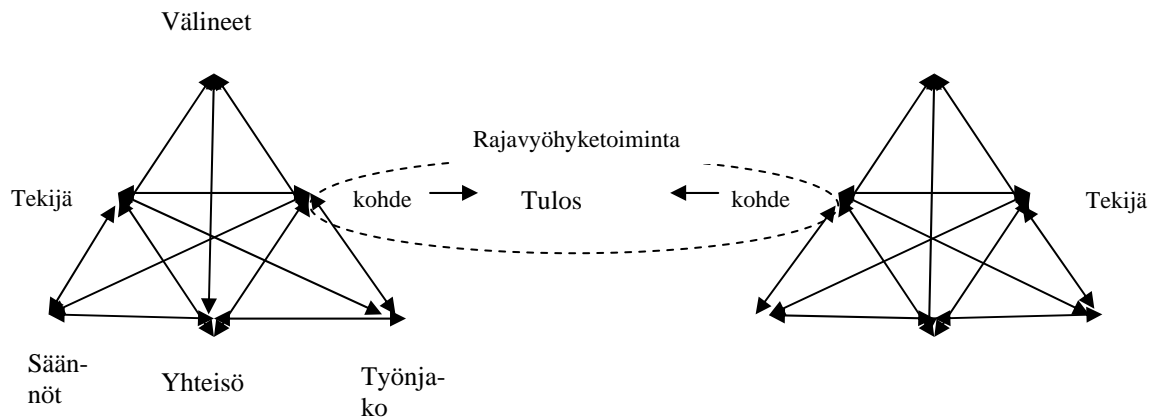 Välineet
Rajavyöhyketoiminta
Tekijä
kohde
Tulos
kohde
Tekijä
Sään-
nöt
Yhteisö
Työnja-
ko